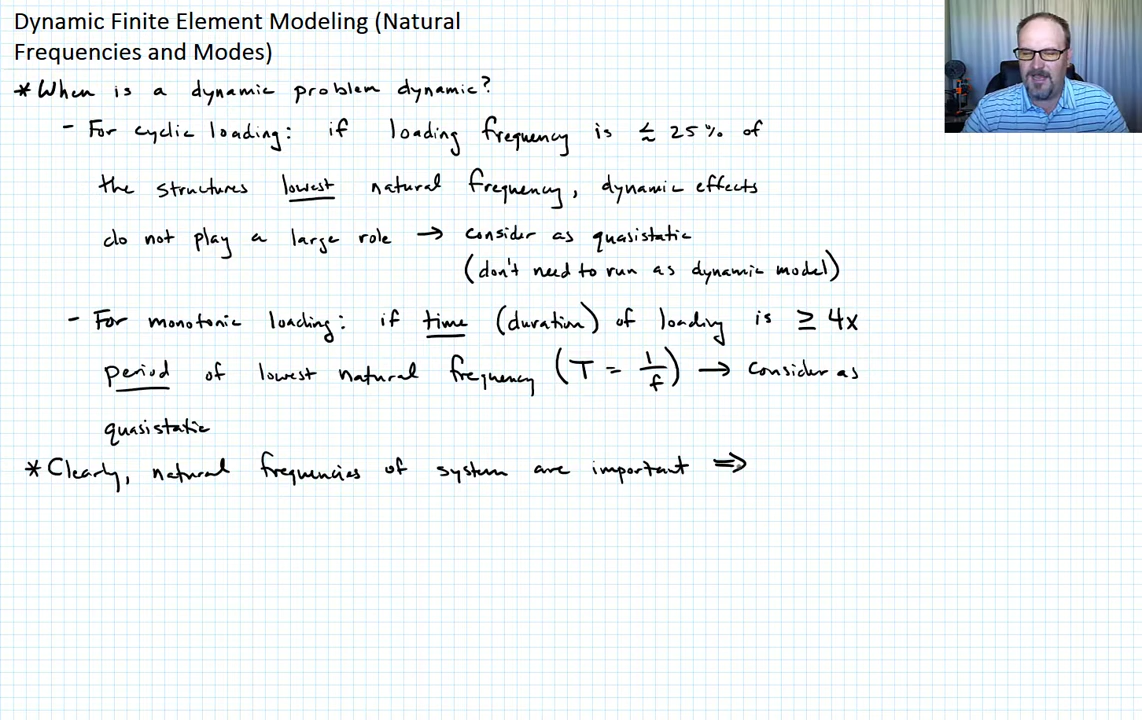 Dynamic Finite Element Modeling (Natural
Frequencies and Modes)
* When is a dynamic problem dynamic?
- For cyclic loading: if loading frequency is ≲ 25% of
the structures lowest natural frequency, dynamic effects
do not play a large role → consider as quasistatic
(don't need to run as dynamic model)
- For monotonic loading: if time (duration) of loading is ≥ 4x
period of lowest natural frequency (T = 1/f) → consider as
quasistatic
* Clearly, natural frequencies of system are important ⇒